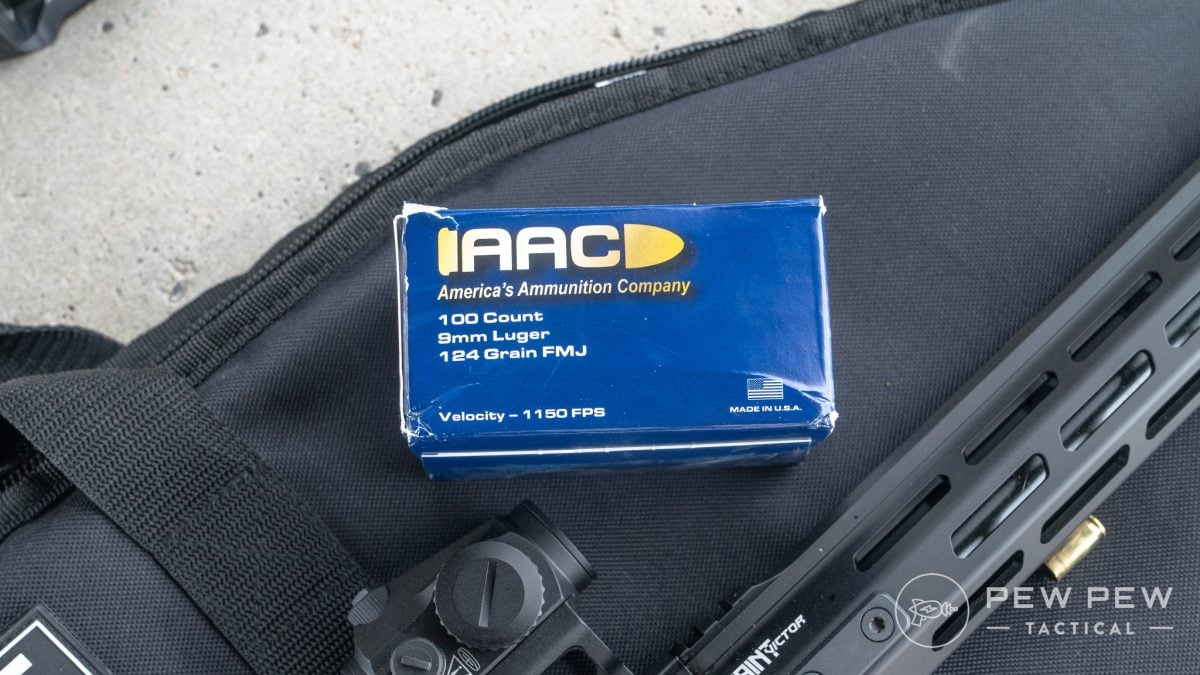 AAC
America's Ammunition Company
100 Count
9mm Luger
124 Grain FMJ
Velocity – 1150 FPS
MADE IN U.S.A.
VICTOR
PEW PEW
TACTICAL